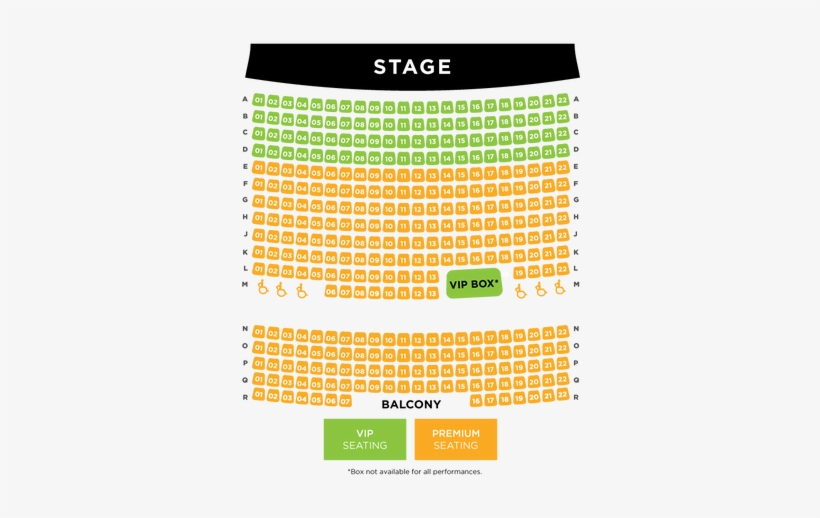 STAGE
A 01 02 03 04 05 06 07 08 09 10 11 12 13 14 15 16 17 18 19 20 21 22 A
B 01 02 03 04 05 06 07 08 09 10 11 12 13 14 15 16 17 18 19 20 21 22 B
C 01 02 03 04 05 06 07 08 09 10 11 12 13 14 15 16 17 18 19 20 21 22 C
D 01 02 03 04 05 06 07 08 09 10 11 12 13 14 15 16 17 18 19 20 21 22 D
E 01 02 03 04 05 06 07 08 09 10 11 12 13 14 15 16 17 18 19 20 21 22 E
F 01 02 03 04 05 06 07 08 09 10 11 12 13 14 15 16 17 18 19 20 21 22 F
G 01 02 03 04 05 06 07 08 09 10 11 12 13 14 15 16 17 18 19 20 21 22 G
H 01 02 03 04 05 06 07 08 09 10 11 12 13 14 15 16 17 18 19 20 21 22 H
J 01 02 03 04 05 06 07 08 09 10 11 12 13 14 15 16 17 18 19 20 21 22 J
K 01 02 03 04 05 06 07 08 09 10 11 12 13 14 15 16 17 18 19 20 21 22 K
L 01 02 03 04 05 06 07 08 09 10 11 12 13 19 20 21 22 L
VIP BOX*
M 06 07 08 09 10 11 12 13 M
N 01 02 03 04 05 06 07 08 09 10 11 12 13 14 15 16 17 18 19 20 21 22 N
O 01 02 03 04 05 06 07 08 09 10 11 12 13 14 15 16 17 18 19 20 21 22 O
P 01 02 03 04 05 06 07 08 09 10 11 12 13 14 15 16 17 18 19 20 21 22 P
Q 01 02 03 04 05 06 07 08 09 10 11 12 13 14 15 16 17 18 19 20 21 22 Q
R 01 02 03 04 05 06 07 16 17 18 19 20 21 22 R
BALCONY
VIP
SEATING
PREMIUM
SEATING
*Box not available for all performances.